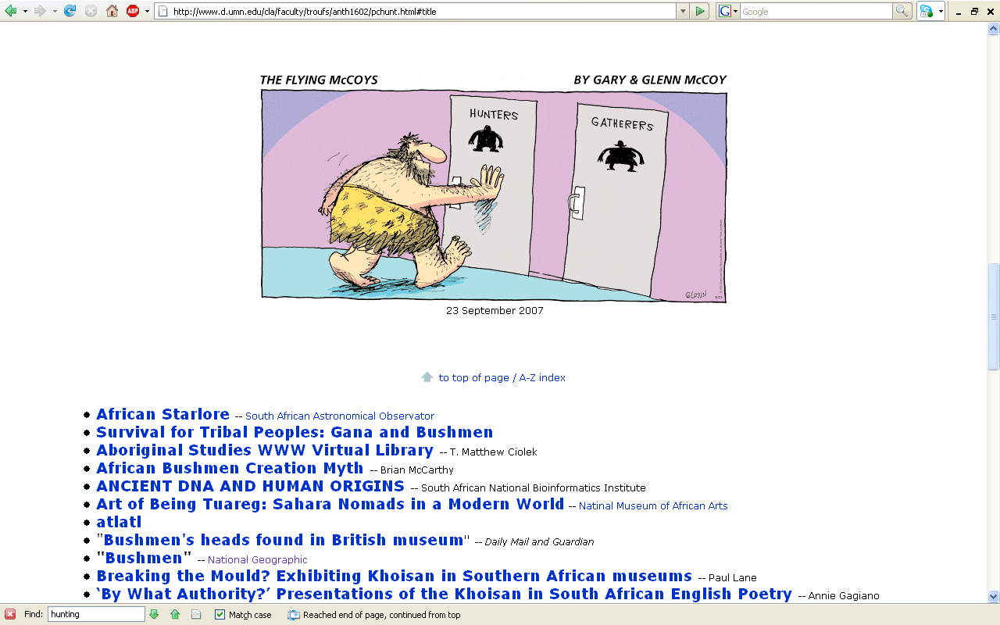 ABP
http://www.d.umn.edu/cla/faculty/troufs/anth1602/pchunt.html#title
G
Google
THE FLYING McCOYS
BY GARY & GLENN McCOY
HUNTERS
GATHERERS
GLENN
23 September 2007
to top of page / A-Z index
African Starlore -- South African Astronomical Observator
Survival for Tribal Peoples: Gana and Bushmen
Aboriginal Studies WWW Virtual Library -- T. Matthew Ciolek
African Bushmen Creation Myth -- Brian McCarthy
ANCIENT DNA AND HUMAN ORIGINS -- South African National Bioinformatics Institute
Art of Being Tuareg: Sahara Nomads in a Modern World -- Natinal Museum of African Arts
atlatl
"Bushmen's heads found in British museum" -- Daily Mail and Guardian
"Bushmen" -- National Geographic
Breaking the Mould? Exhibiting Khoisan in Southern African museums -- Paul Lane
‘By What Authority?’ Presentations of the Khoisan in South African English Poetry -- Annie Gagiano
Find: hunting
Match case
Reached end of page, continued from top